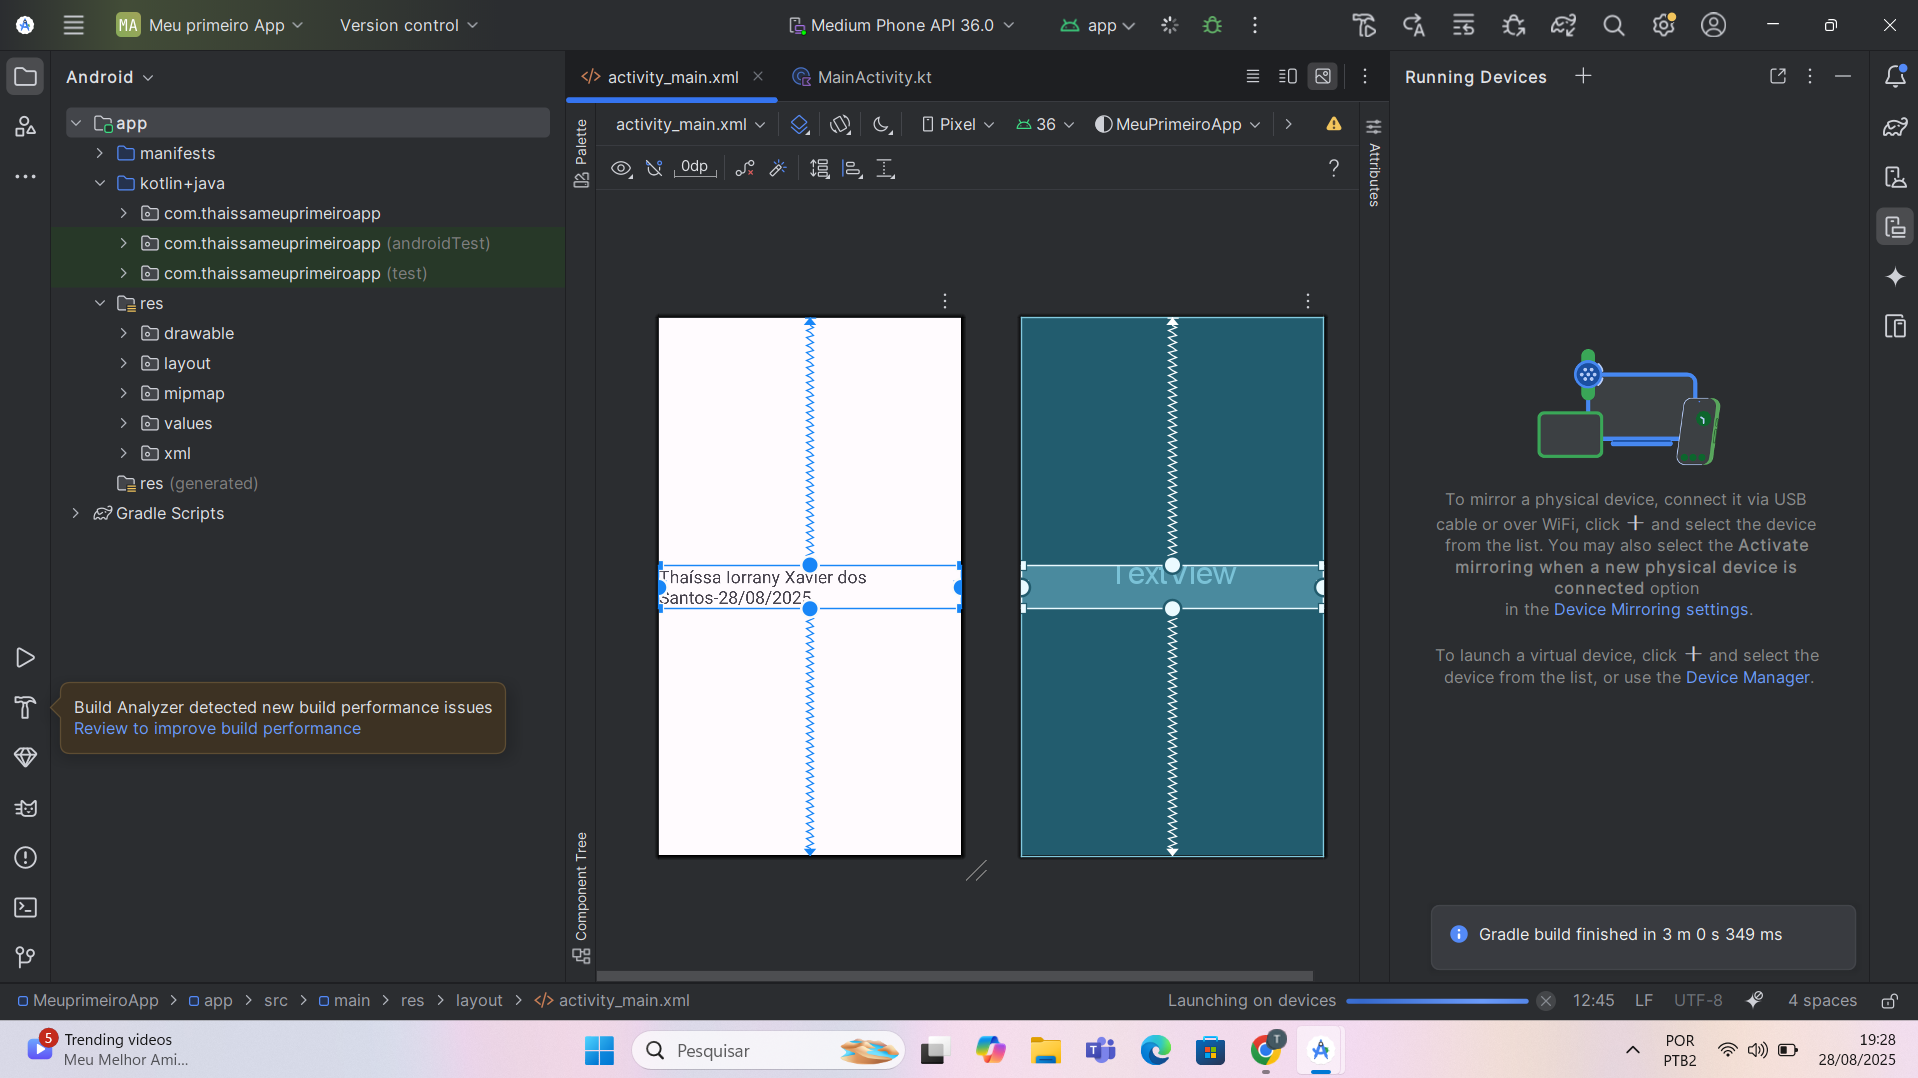 MA Meu primeiro App
Version control
Medium Phone API 36.0
app
Android
activity_main.xml
MainActivity.kt
Running Devices
app
manifests
kotlin+java
com.thaissameuprimeiroapp
com.thaissameuprimeiroapp (androidTest)
com.thaissameuprimeiroapp (test)
res
drawable
layout
mipmap
values
xml
res (generated)
Gradle Scripts
Palette
activity_main.xml
Pixel
36
MeuPrimeiroApp
0dp
?
Attributes
Thaíssa Iorrany Xavier dos
Santos-28/08/2025
TextView
Component Tree
To mirror a physical device, connect it via USB
cable or over WiFi, click + and select the device
from the list. You may also select the Activate
mirroring when a new physical device is
connected option
in the Device Mirroring settings.
To launch a virtual device, click + and select the
device from the list, or use the Device Manager.
Build Analyzer detected new build performance issues
Review to improve build performance
Gradle build finished in 3 m 0 s 349 ms
MeuprimeiroApp > app > src > main > res > layout > activity_main.xml
Launching on devices
12:45
LF
UTF-8
4 spaces
5
Trending videos
Meu Melhor Ami...
Pesquisar
T
POR
PTB2
19:28
28/08/2025